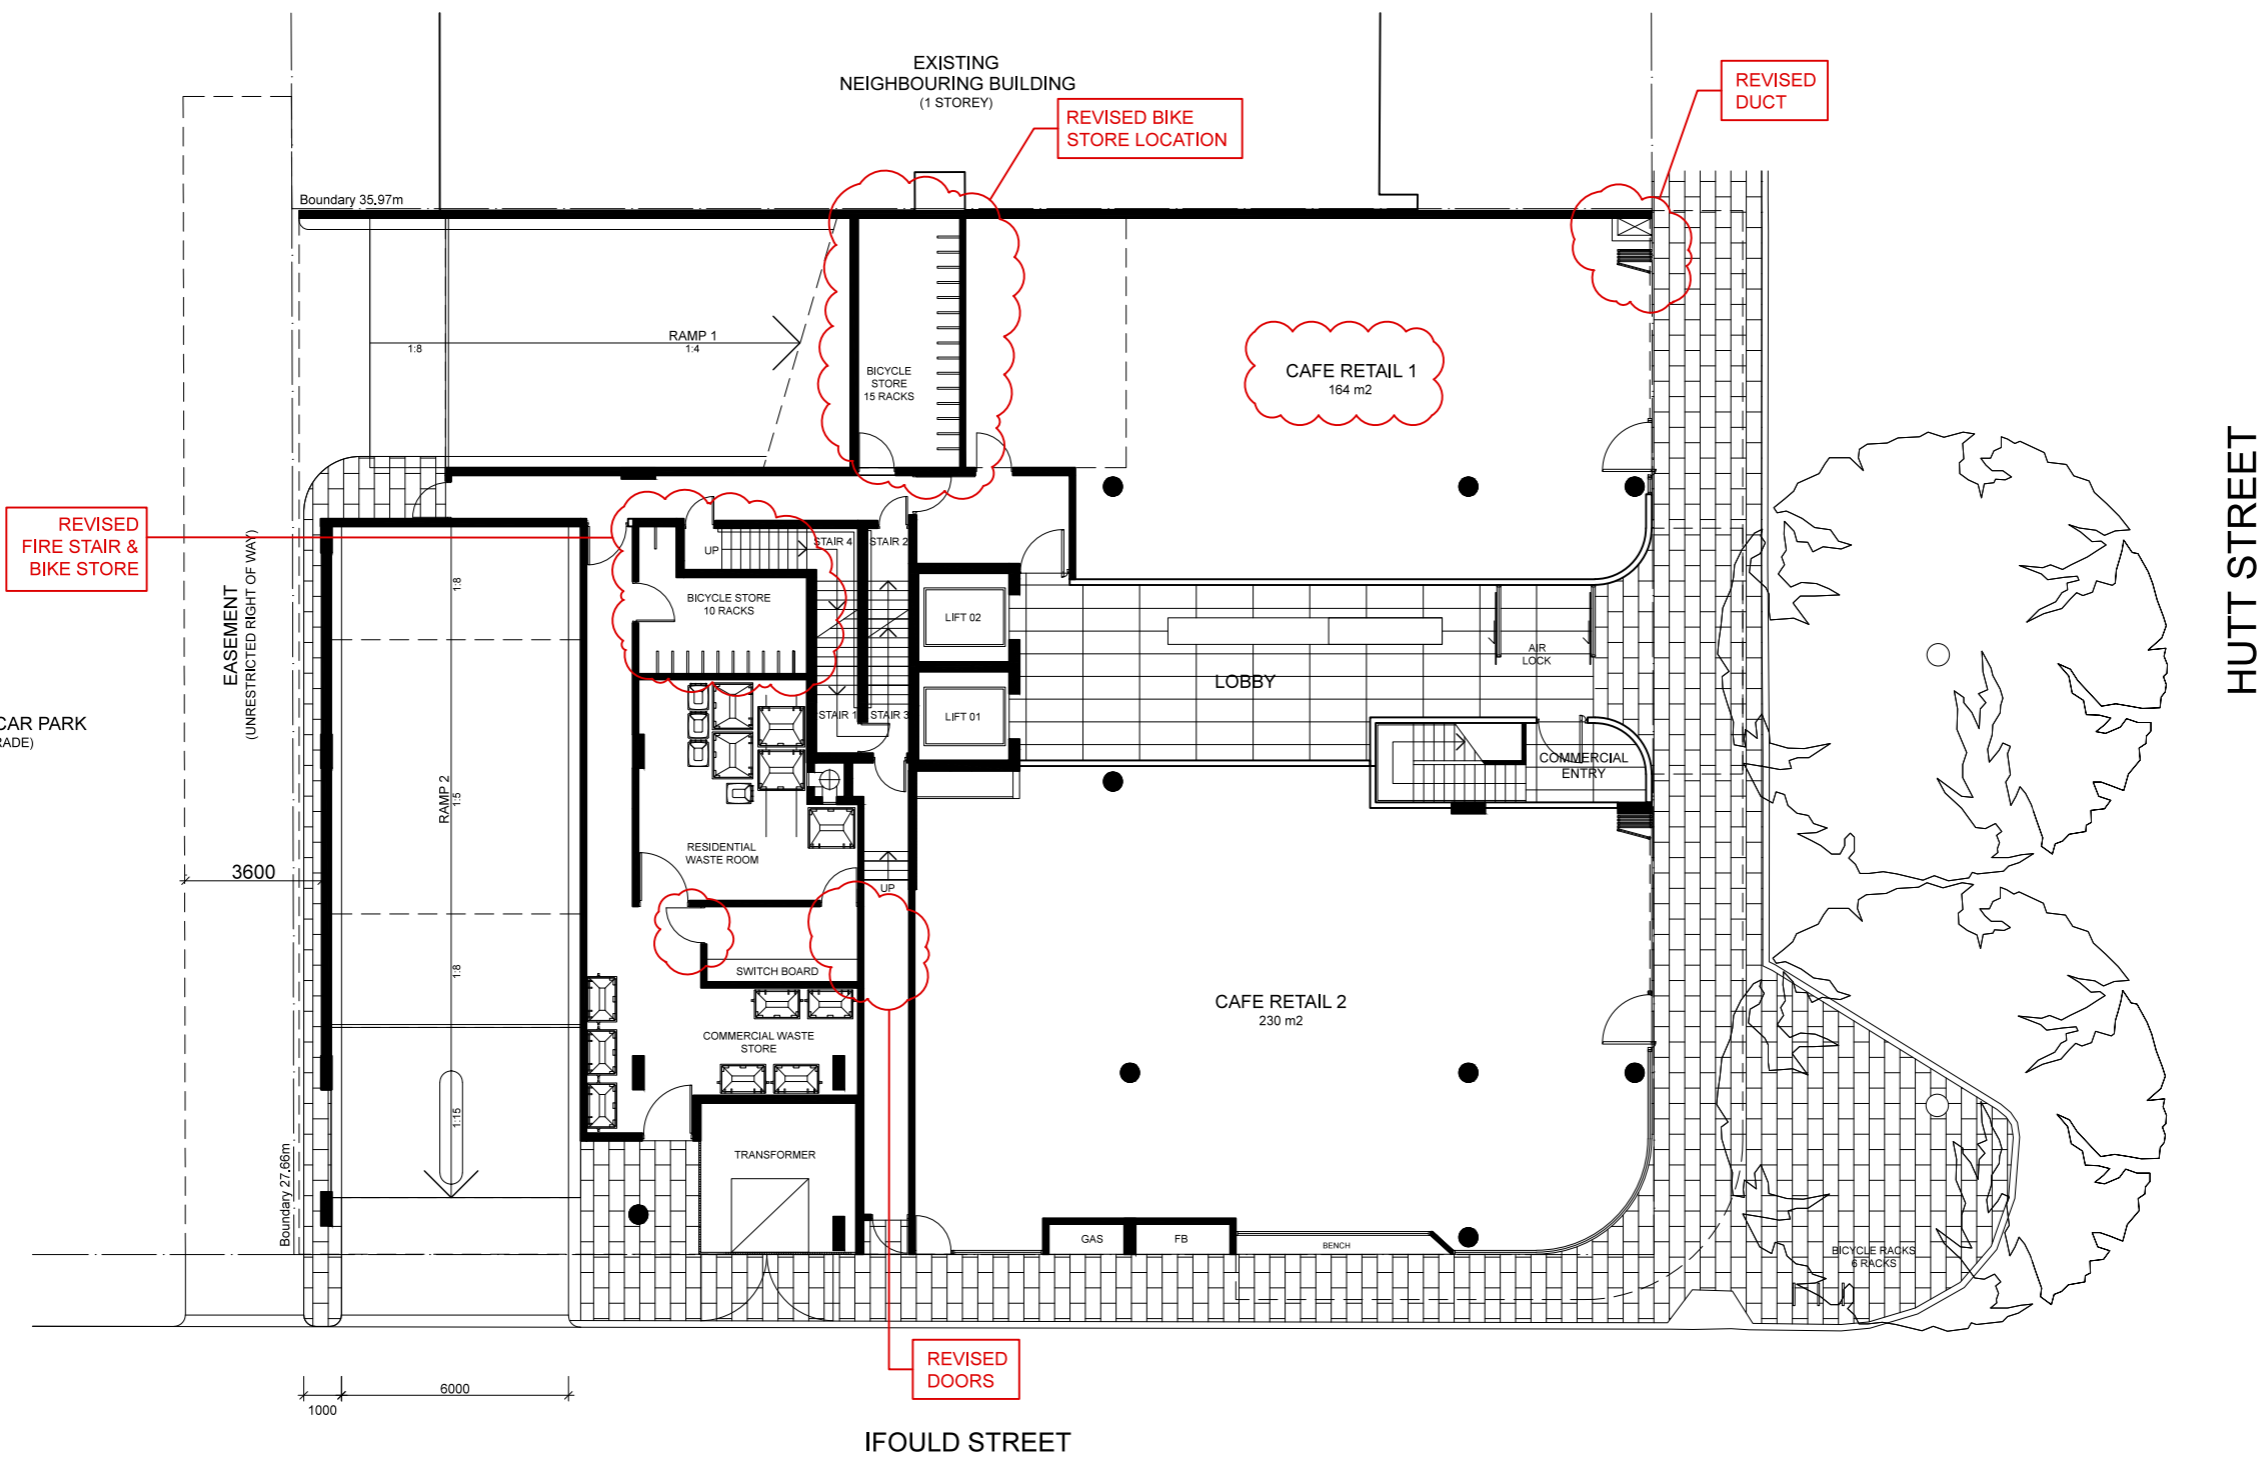 EXISTING
NEIGHBOURING BUILDING
(1 STOREY)
REVISED
DUCT
REVISED BIKE
STORE LOCATION
Boundary 35.97m
RAMP 1
1:8
1:4
BICYCLE
STORE
15 RACKS
CAFE RETAIL 1
164 m2
HUTT STREET
REVISED
FIRE STAIR &
BIKE STORE
EASEMENT
(UNRESTRICTED RIGHT OF WAY)
UP
STAIR 4
STAIR 2
1:8
BICYCLE STORE
10 RACKS
LIFT 02
AIR
LOCK
LOBBY
CAR PARK
RADE)
STAIR 1
STAIR 3
LIFT 01
COMMERCIAL
ENTRY
RAMP 2
1:5
RESIDENTIAL
WASTE ROOM
3600
UP
1:8
SWITCH BOARD
CAFE RETAIL 2
230 m2
COMMERCIAL WASTE
STORE
1:15
TRANSFORMER
Boundary 27.66m
GAS
FB
BENCH
BICYCLE RACKS
6 RACKS
REVISED
DOORS
6000
1000
IFOULD STREET